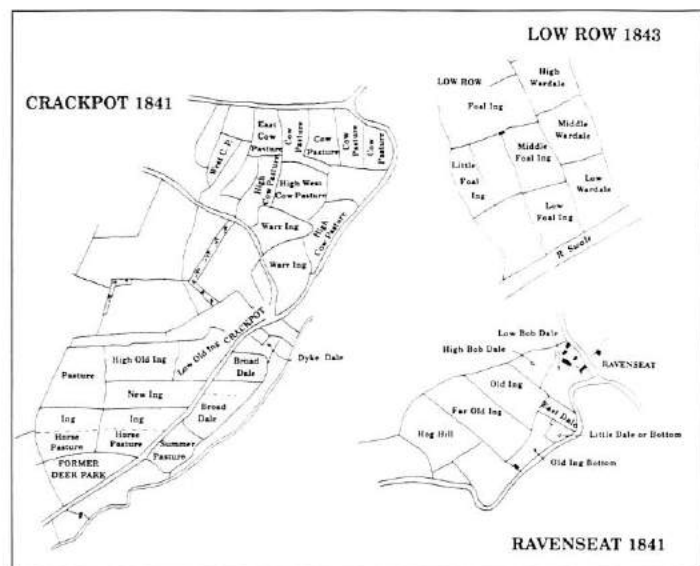 LOW ROW 1843
CRACKPOT 1841
LOW ROW
Foal Ing
High
Wardale
Middle
Wardale
Middle
Foal Ing
Little
Foal
Ing
Low
Wardale
Low
Foal Ing
R Swale
East
Cow
Pasture
Cow
Pasture
Cow
Pasture
Cow
Pasture
Cow
Pasture
West C. P.
High
Cow Pasture
High West
Cow Pasture
Warr Ing
High
Cow Pasture
Warr Ing
Low Old Ing
CRACKPOT
High Old Ing
Pasture
New Ing
Broad
Dale
Dyke Dale
Broad
Dale
Ing
Ing
Horse
Pasture
Horse
Pasture
Summer
Pasture
FORMER
DEER PARK
Low Bob Dale
High Bob Dale
RAVENSEAT
Old Ing
Far Old Ing
East Dale
Little Dale or Bottom
Hog Hill
Old Ing Bottom
RAVENSEAT 1841